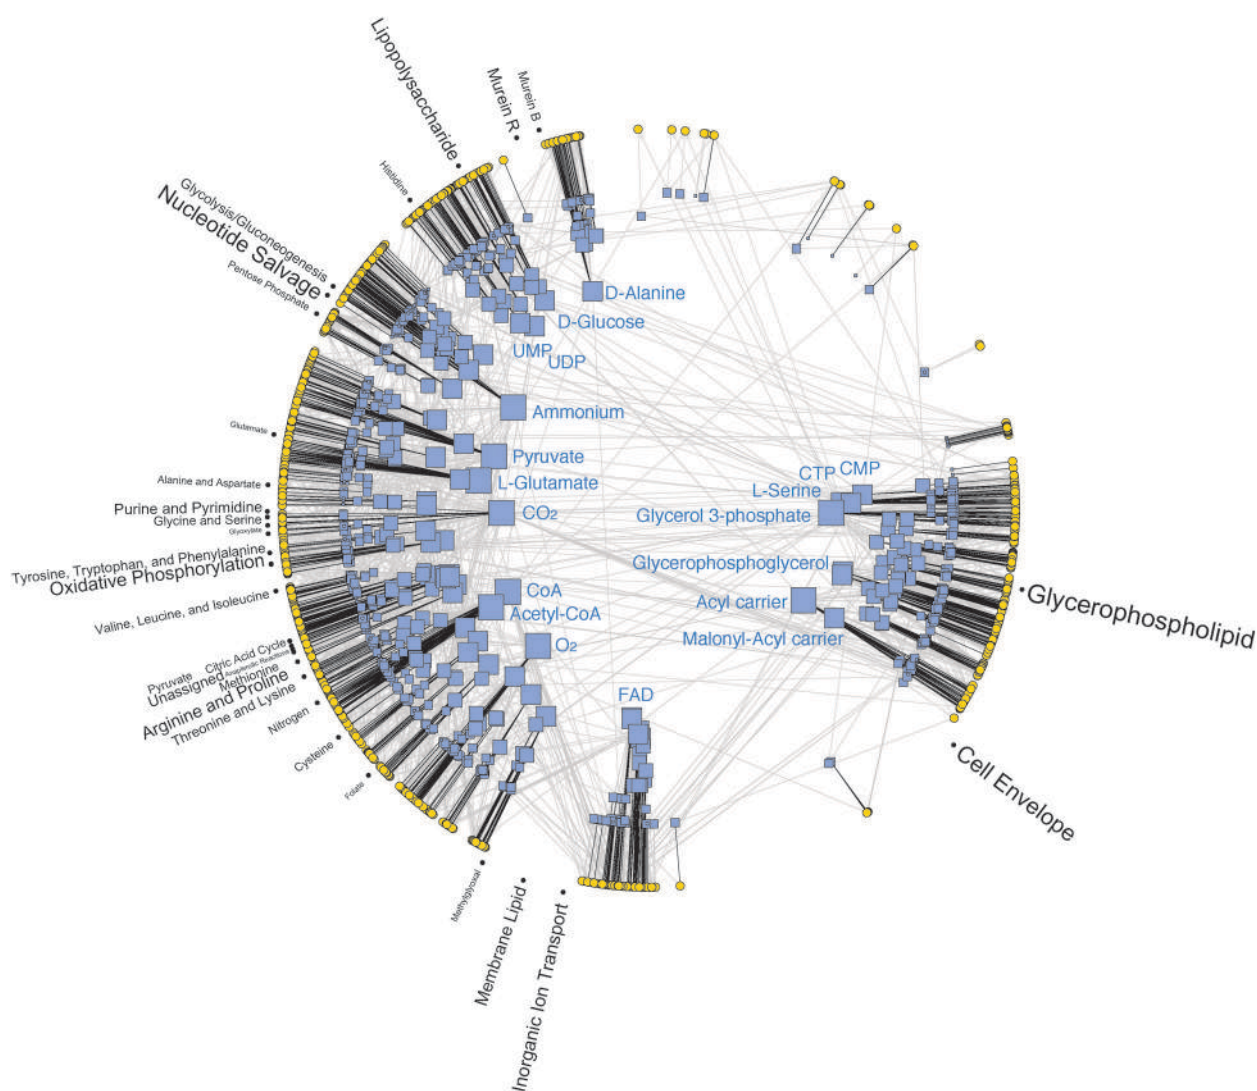 Lipopolysaccharide
Murein R
Murein B
Histidine
Glycolysis/Gluconeogenesis
Nucleotide Salvage
Pentose Phosphate
Glutamate
Alanine and Aspartate
Purine and Pyrimidine
Glycine and Serine
Glyoxylate
Tyrosine, Tryptophan, and Phenylalanine
Oxidative Phosphorylation
Valine, Leucine, and Isoleucine
Citric Acid Cycle
Pyruvate
Anaplerotic Reactions
Unassigned
Methionine
Arginine and Proline
Threonine and Lysine
Nitrogen
Cysteine
Folate
Methylglyoxal
Membrane Lipid
Inorganic Ion Transport
Cell Envelope
Glycerophospholipid
D-Alanine
D-Glucose
UMP
UDP
Ammonium
Pyruvate
L-Glutamate
CO2
CoA
Acetyl-CoA
O2
FAD
CTP
CMP
L-Serine
Glycerol 3-phosphate
Glycerophosphoglycerol
Acyl carrier
Malonyl-Acyl carrier